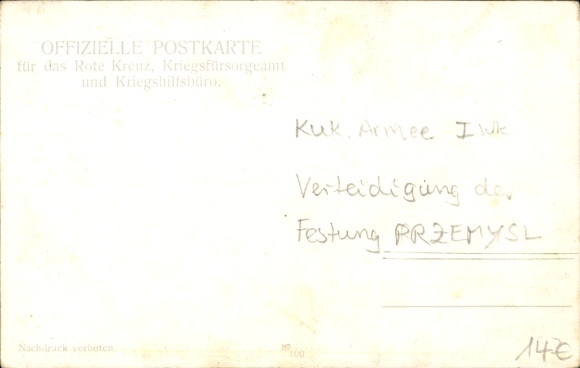 OFFIZIELLE POSTKARTE
für das Rote Kreuz, Kriegsfürsorgeamt
und Kriegshilfsbüro.
KuK. Armee I Wk
Verteidigung der
Festung PRZEMYSL
Nachdruck verboten.
No
100
14€